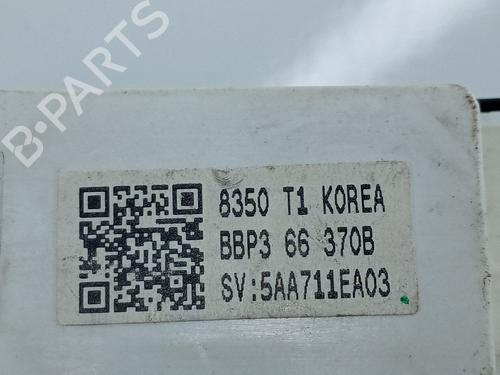 B-PARTS
8350 T1 KOREA
BBP3 66 370B
SV:5AA711EA03